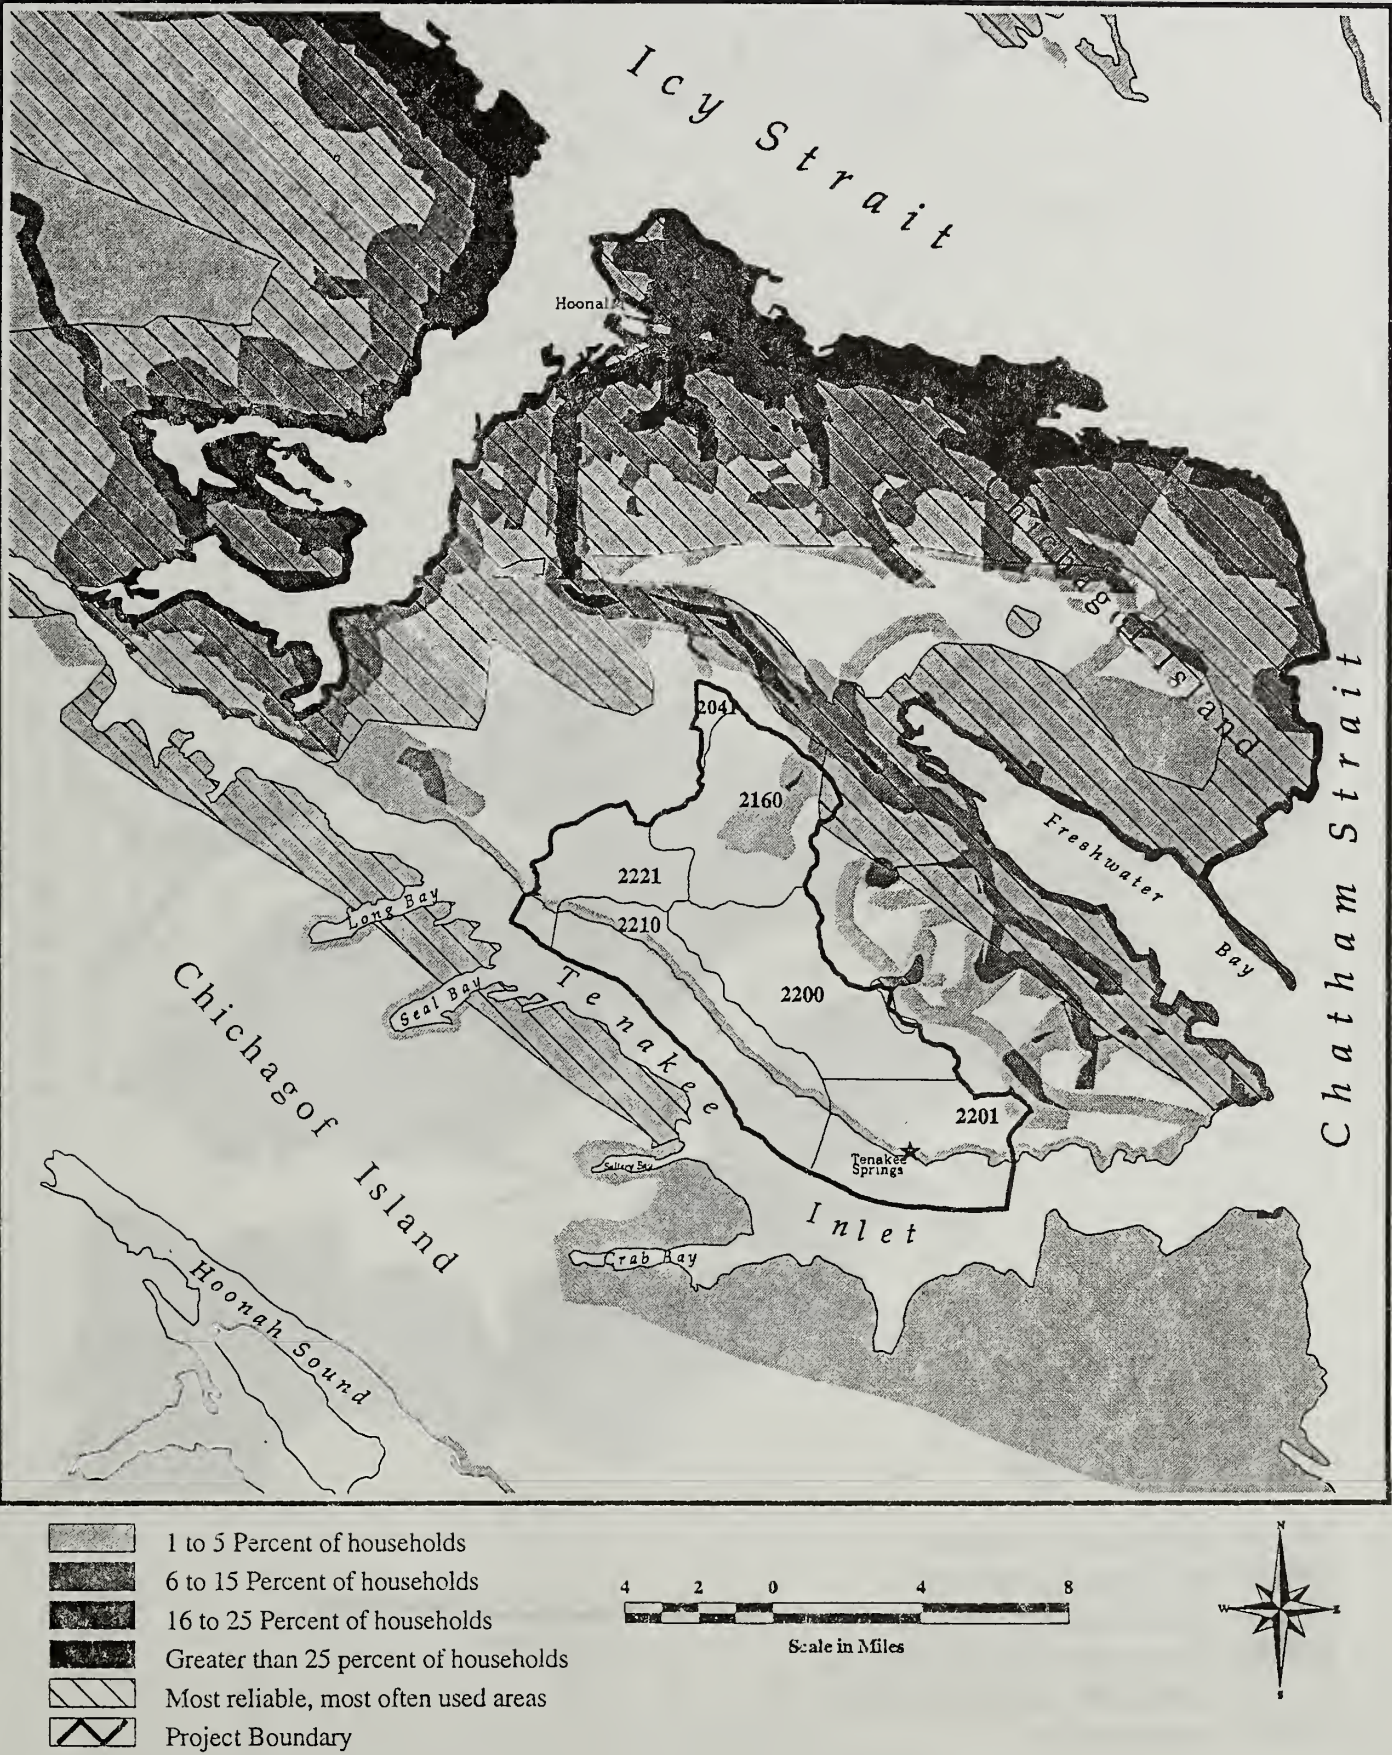 Icy Strait
Hoonah
Chichagof Island
2041
2160
Freshwater Bay
Chatham Strait
2221
2210
Long Bay
Seal Bay
2200
Tenakee Inlet
2201
Tenakee
Springs
Saltery Bay
Crab Bay
Chichagof Island
Hoonah Sound
1 to 5 Percent of households
6 to 15 Percent of households
16 to 25 Percent of households
Greater than 25 percent of households
Most reliable, most often used areas
Project Boundary
4 2 0 4 8
Scale in Miles
N
W E
S